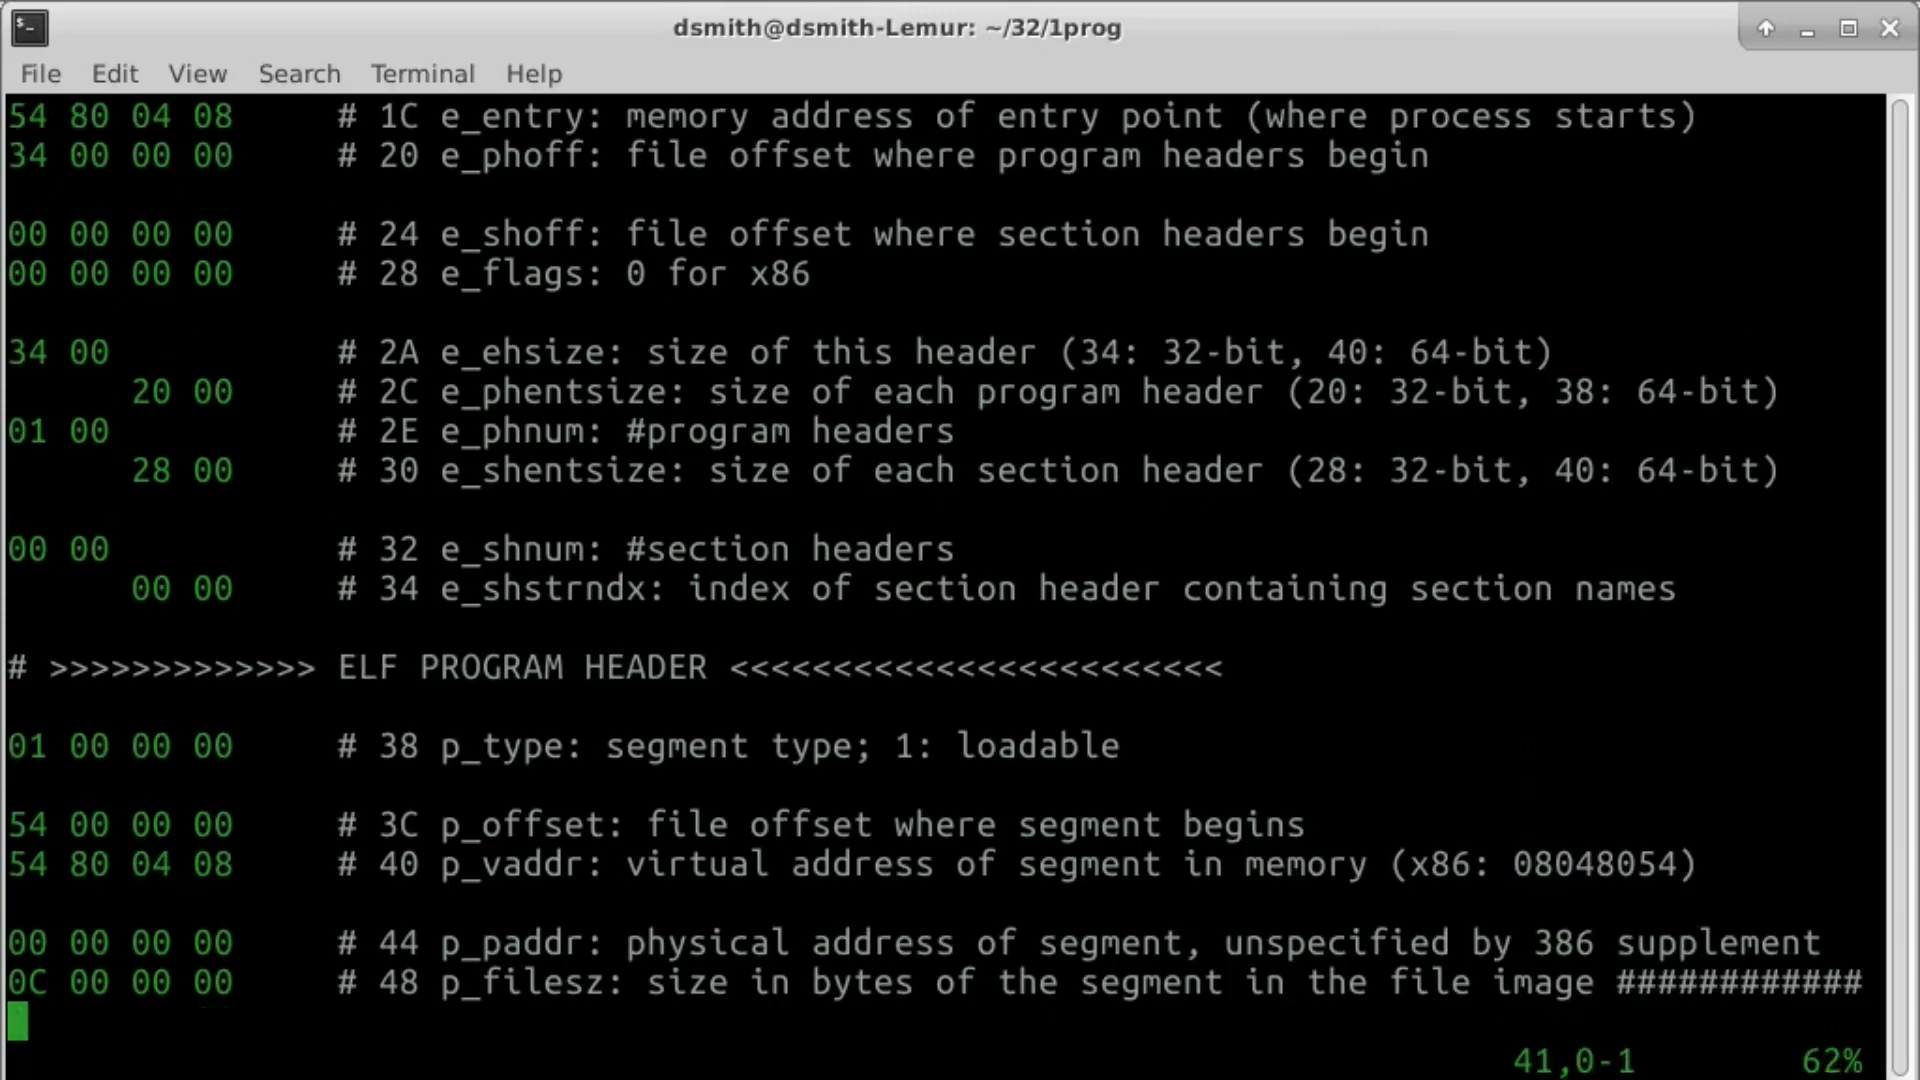 dsmith@dsmith-Lemur: ~/32/1prog
File Edit View Search Terminal Help
54 80 04 08 # 1C e_entry: memory address of entry point (where process starts)
34 00 00 00 # 20 e_phoff: file offset where program headers begin
00 00 00 00 # 24 e_shoff: file offset where section headers begin
00 00 00 00 # 28 e_flags: 0 for x86
34 00 # 2A e_ehsize: size of this header (34: 32-bit, 40: 64-bit)
20 00 # 2C e_phentsize: size of each program header (20: 32-bit, 38: 64-bit)
01 00 # 2E e_phnum: #program headers
28 00 # 30 e_shentsize: size of each section header (28: 32-bit, 40: 64-bit)
00 00 # 32 e_shnum: #section headers
00 00 # 34 e_shstrndx: index of section header containing section names
# >>>>>>>>>>>>> ELF PROGRAM HEADER <<<<<<<<<<<<<<<<<<<<<<<<
01 00 00 00 # 38 p_type: segment type; 1: loadable
54 00 00 00 # 3C p_offset: file offset where segment begins
54 80 04 08 # 40 p_vaddr: virtual address of segment in memory (x86: 08048054)
00 00 00 00 # 44 p_paddr: physical address of segment, unspecified by 386 supplement
0C 00 00 00 # 48 p_filesz: size in bytes of the segment in the file image ############
41,0-1 62%